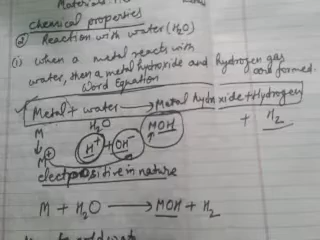 chemical properties
② Reaction with water (H₂O)
(i) when a metal reacts with
water, then a metal hydroxide and hydrogen gas are formed.
Word Equation
Metal + water → Metal hydroxide + Hydrogen
M H₂O MOH + H₂
↓ ↑
M⁺ H⁺ + OH⁻
electropositive in nature
M + H₂O → MOH + H₂